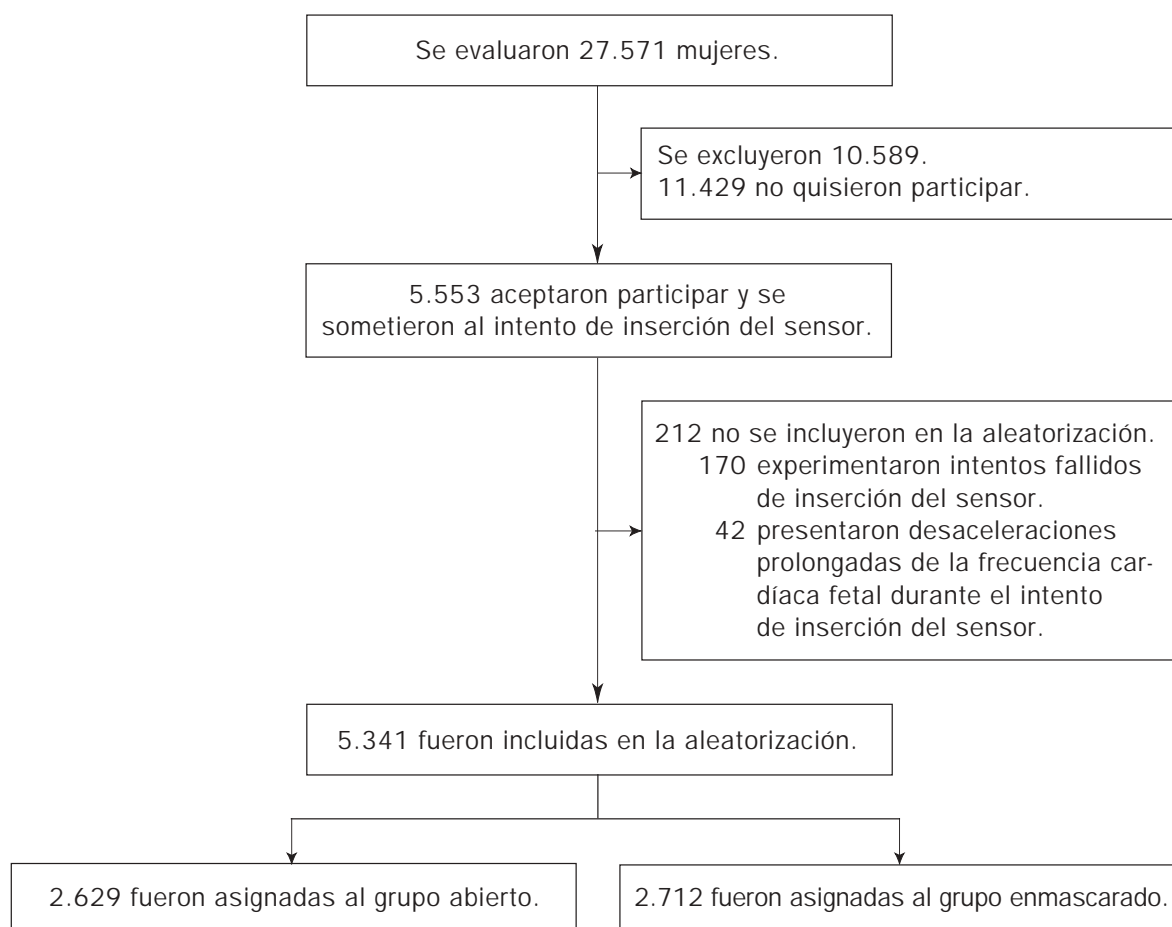 Se evaluaron 27.571 mujeres.
Se excluyeron 10.589.
11.429 no quisieron participar.
5.553 aceptaron participar y se
sometieron al intento de inserción del sensor.
212 no se incluyeron en la aleatorización.
170 experimentaron intentos fallidos
de inserción del sensor.
42 presentaron desaceleraciones
prolongadas de la frecuencia car-
díaca fetal durante el intento
de inserción del sensor.
5.341 fueron incluidas en la aleatorización.
2.629 fueron asignadas al grupo abierto.
2.712 fueron asignadas al grupo enmascarado.